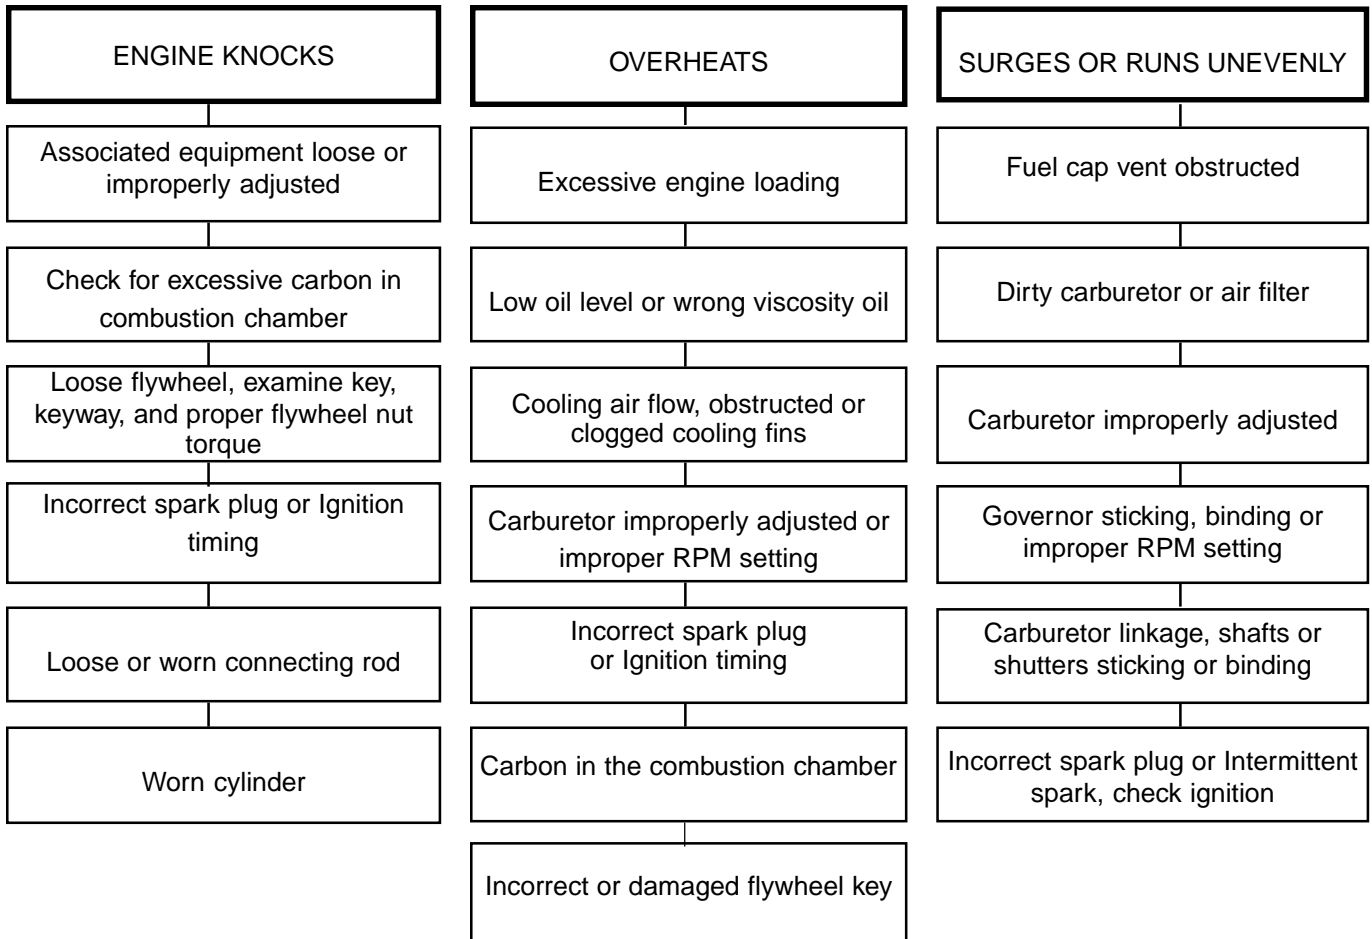 ENGINE KNOCKS
Associated equipment loose or
improperly adjusted
Check for excessive carbon in
combustion chamber
Loose flywheel, examine key,
keyway, and proper flywheel nut
torque
Incorrect spark plug or Ignition
timing
Loose or worn connecting rod
Worn cylinder
OVERHEATS
Excessive engine loading
Low oil level or wrong viscosity oil
Cooling air flow, obstructed or
clogged cooling fins
Carburetor improperly adjusted or
improper RPM setting
Incorrect spark plug
or Ignition timing
Carbon in the combustion chamber
Incorrect or damaged flywheel key
SURGES OR RUNS UNEVENLY
Fuel cap vent obstructed
Dirty carburetor or air filter
Carburetor improperly adjusted
Governor sticking, binding or
improper RPM setting
Carburetor linkage, shafts or
shutters sticking or binding
Incorrect spark plug or Intermittent
spark, check ignition